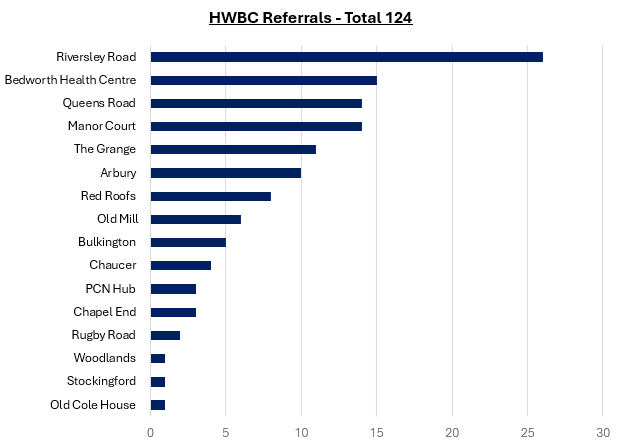 HWBC Referrals - Total 124
Riversley Road
Bedworth Health Centre
Queens Road
Manor Court
The Grange
Arbury
Red Roofs
Old Mill
Bulkington
Chaucer
PCN Hub
Chapel End
Rugby Road
Woodlands
Stockingford
Old Cole House
0 5 10 15 20 25 30